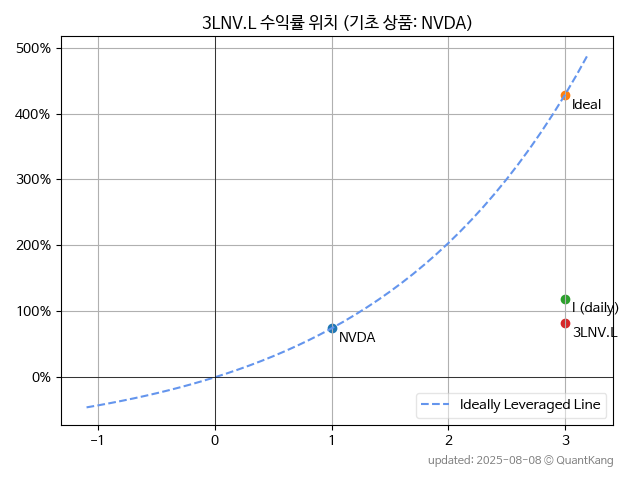 3LNV.L 수익률 위치 (기초 상품: NVDA)
500%
400%
300%
200%
100%
0%
Ideal
I (daily)
3LNV.L
NVDA
Ideally Leveraged Line
−1
0
1
2
3
updated: 2025-08-08 © QuantKang